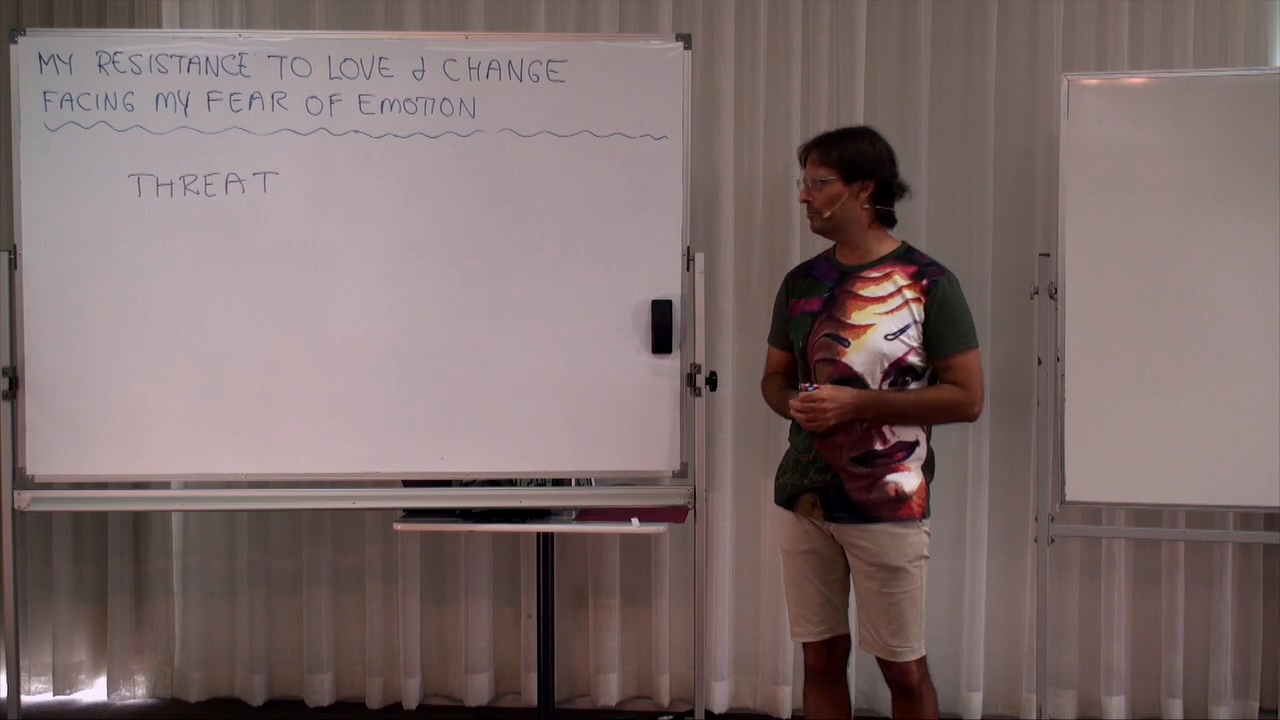 MY RESISTANCE TO LOVE & CHANGE
FACING MY FEAR OF EMOTION
THREAT